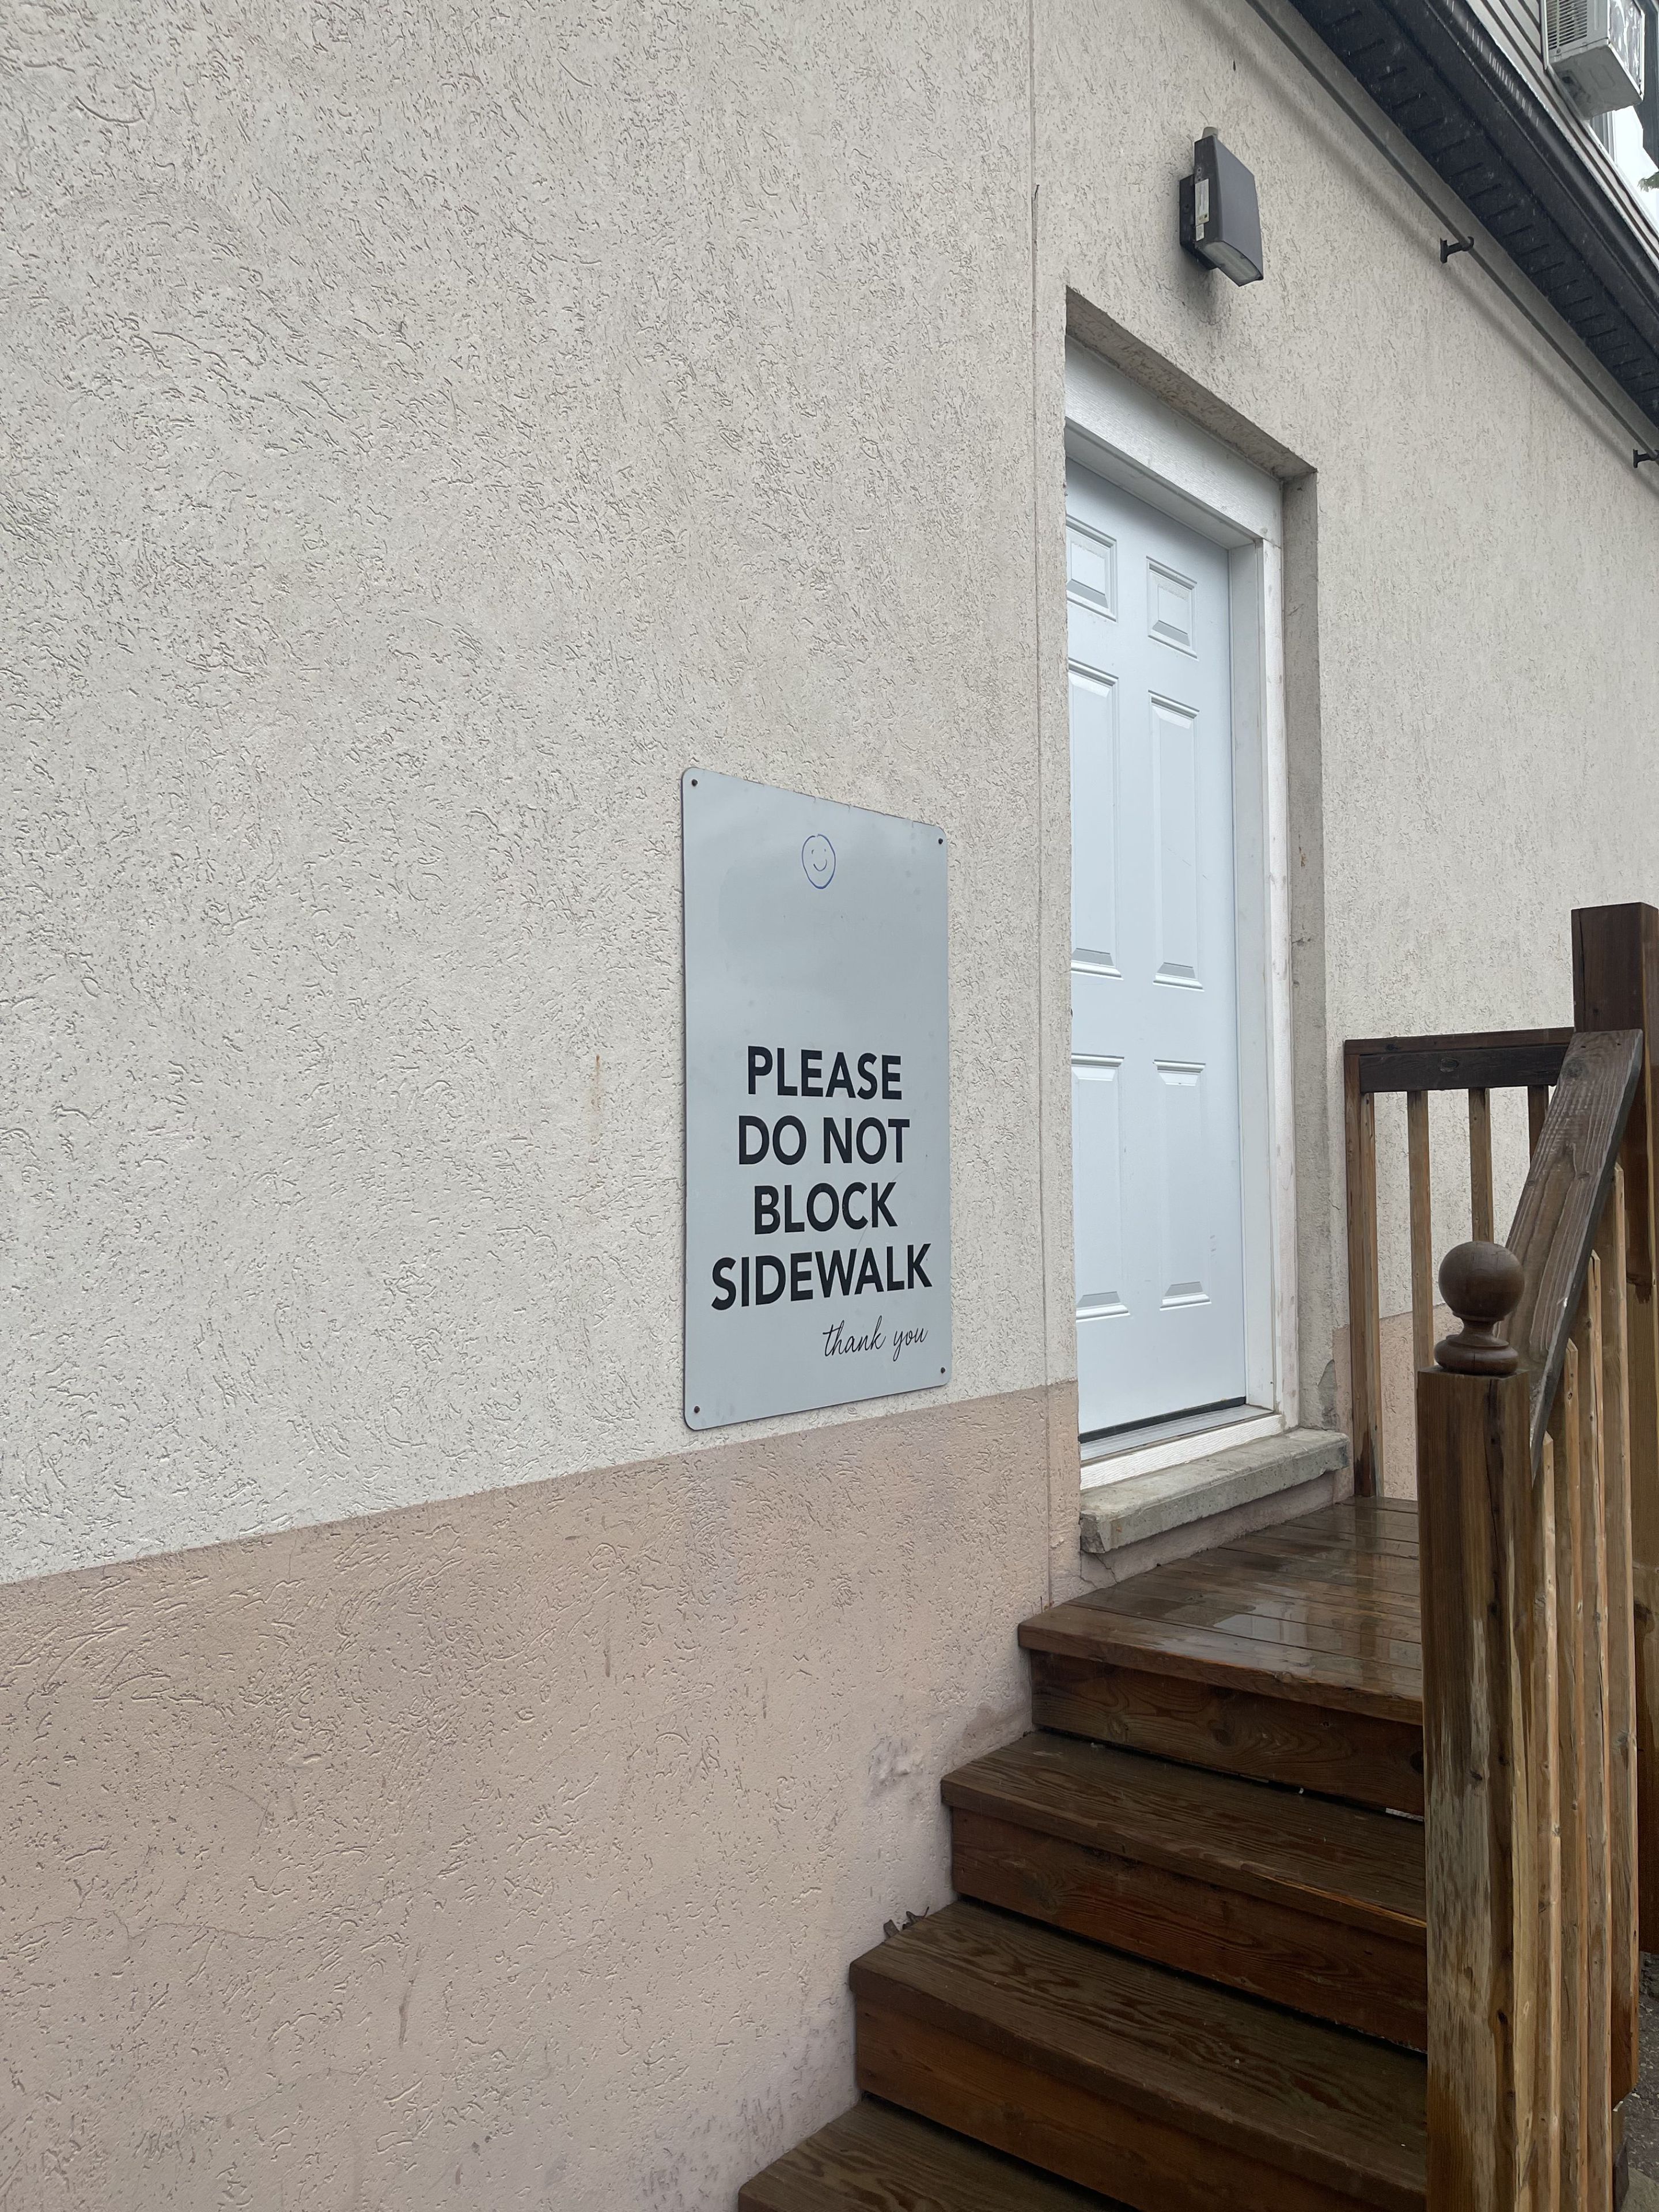 PLEASE
DO NOT
BLOCK
SIDEWALK
thank you